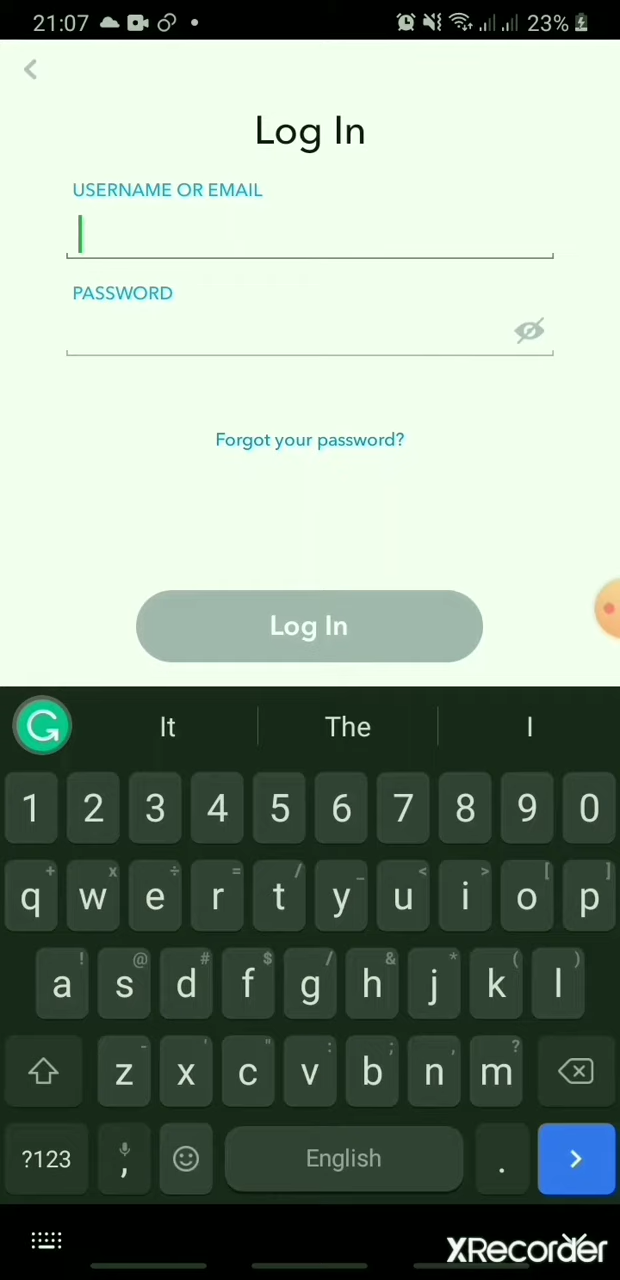 21:07 23%
Log In
USERNAME OR EMAIL
PASSWORD
Forgot your password?
Log In
It The I
1 2 3 4 5 6 7 8 9 0
+ x ÷ = / _ < > [ ]
q w e r t y u i o p
! @ # $ / & * ( )
a s d f g h j k l
- ' " : ; , ?
z x c v b n m
?123 , English .
XRecorder